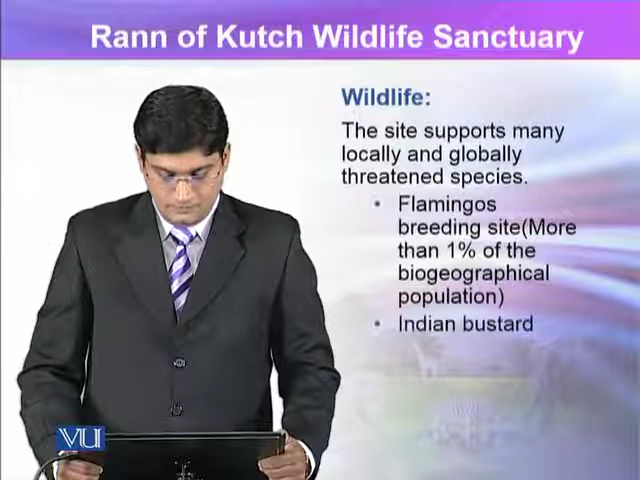 Rann of Kutch Wildlife Sanctuary
Wildlife:
The site supports many
locally and globally
threatened species.
• Flamingos
breeding site(More
than 1% of the
biogeographical
population)
• Indian bustard
VU